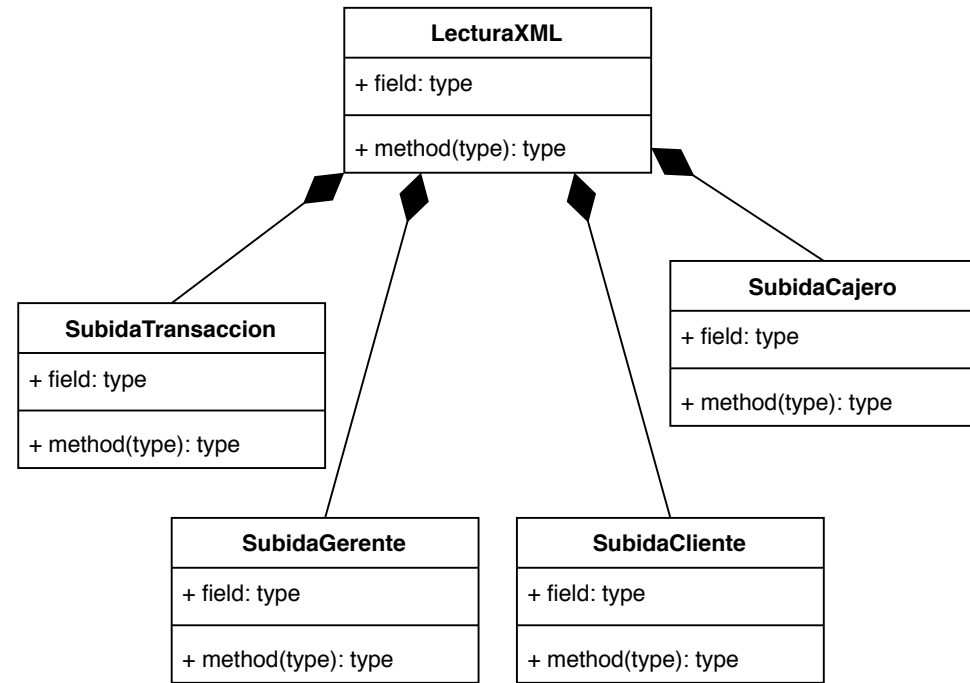 LecturaXML
+ field: type
+ method(type): type
SubidaCajero
+ field: type
+ method(type): type
SubidaTransaccion
+ field: type
+ method(type): type
SubidaGerente
+ field: type
+ method(type): type
SubidaCliente
+ field: type
+ method(type): type